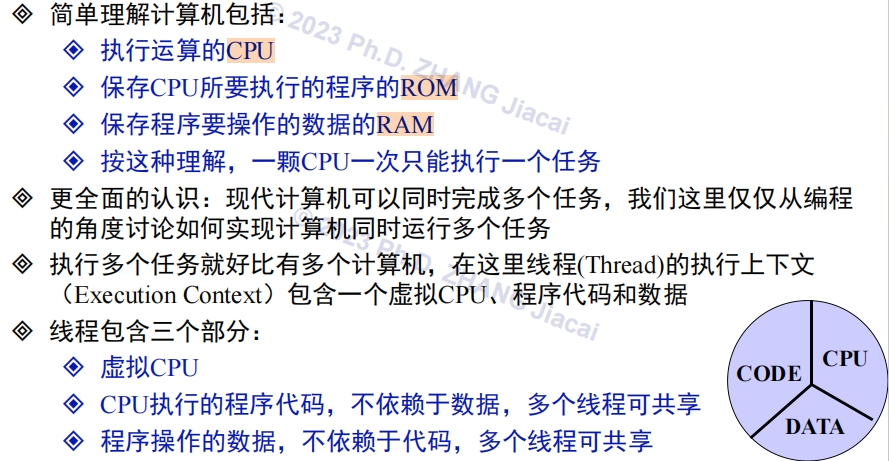 简单理解计算机包括：
执行运算的CPU
保存CPU所要执行的程序的ROM
保存程序要操作的数据的RAM
按这种理解，一颗CPU一次只能执行一个任务
更全面的认识：现代计算机可以同时完成多个任务，我们这里仅仅从编程
的角度讨论如何实现计算机同时运行多个任务
执行多个任务就好比有多个计算机，在这里线程(Thread)的执行上下文
（Execution Context）包含一个虚拟CPU、程序代码和数据
线程包含三个部分：
虚拟CPU
CPU执行的程序代码，不依赖于数据，多个线程可共享
程序操作的数据，不依赖于代码，多个线程可共享
CODE
CPU
DATA
© 2023 Ph.D. ZHANG Jiacai
© 2023 Ph.D. ZHANG Jiacai